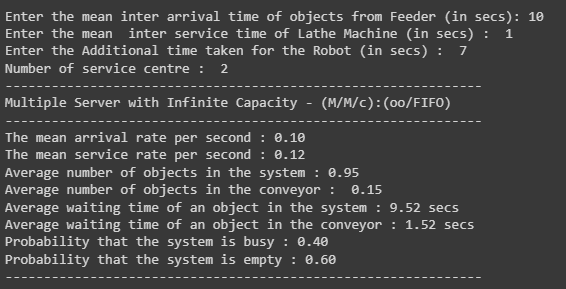 Enter the mean inter arrival time of objects from Feeder (in secs): 10
Enter the mean  inter service time of Lathe Machine (in secs) :  1
Enter the Additional time taken for the Robot (in secs) :  7
Number of service centre :  2
--------------------------------------------------------------
Multiple Server with Infinite Capacity - (M/M/c):(oo/FIFO)
--------------------------------------------------------------
The mean arrival rate per second : 0.10
The mean service rate per second : 0.12
Average number of objects in the system : 0.95
Average number of objects in the conveyor :  0.15
Average waiting time of an object in the system : 9.52 secs
Average waiting time of an object in the conveyor : 1.52 secs
Probability that the system is busy : 0.40
Probability that the system is empty : 0.60
--------------------------------------------------------------